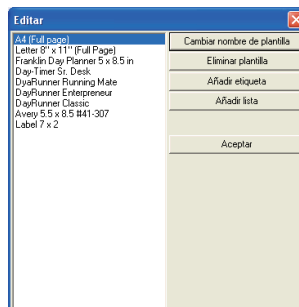 Editar
A4 (Full page)
Letter 8" x 11" (Full Page)
Franklin Day Planner 5 x 8.5 in
Day-Timer Sr. Desk
DyaRunner Running Mate
DayRunner Enterpreneur
DayRunner Classic
Avery 5.5 x 8.5 #41-307
Label 7 x 2
Cambiar nombre de plantilla
Eliminar plantilla
Añadir etiqueta
Añadir lista
Aceptar